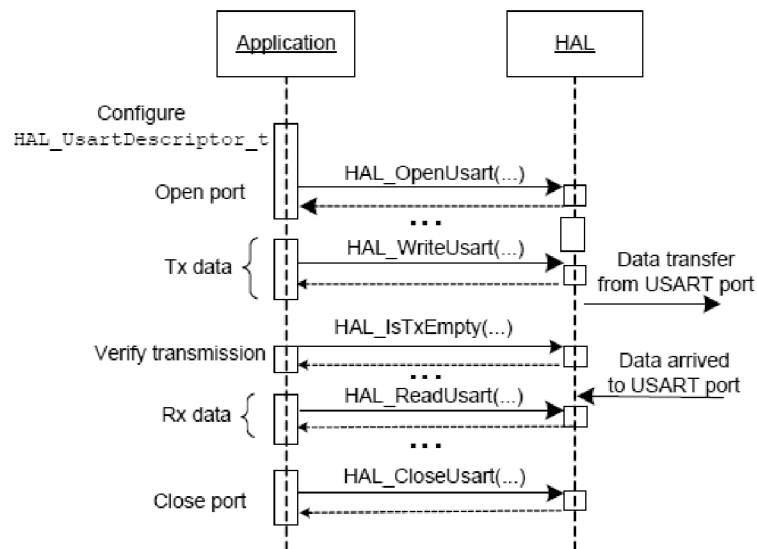 Application
HAL
Configure
HAL_UsartDescriptor_t
HAL_OpenUsart(...)
Open port
...
HAL_WriteUsart(...)
Tx data
Data transfer
from USART port
HAL_IsTxEmpty(...)
Verify transmission
Data arrived
to USART port
...
HAL_ReadUsart(...)
Rx data
...
HAL_CloseUsart(...)
Close port